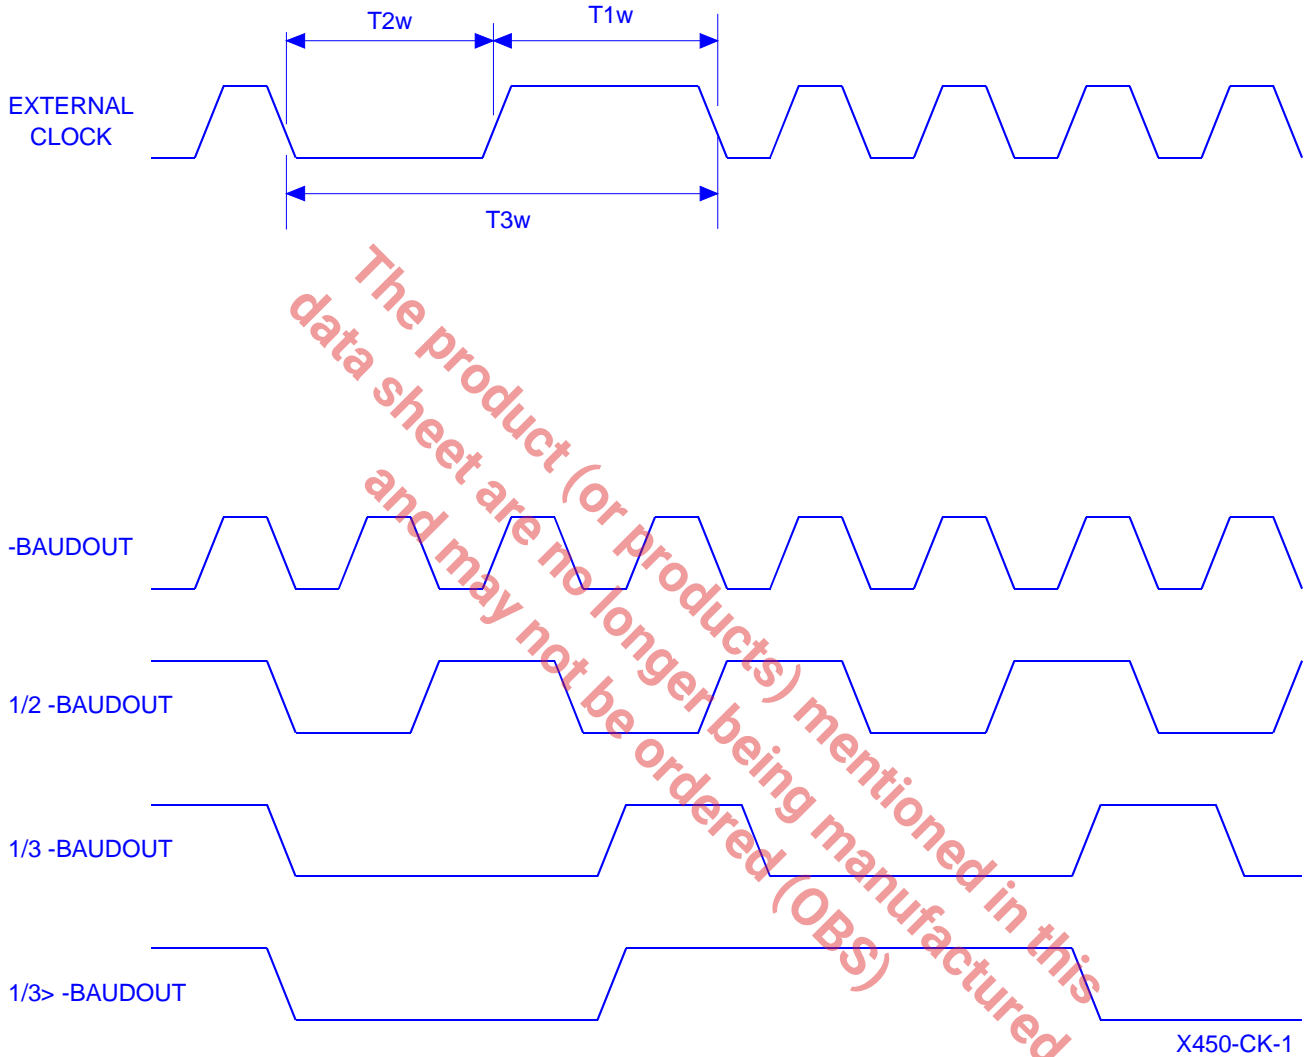 T2w
T1w
EXTERNAL
CLOCK
T3w
The product (or products) mentioned in this
data sheet are no longer being manufactured
and may not be ordered (OBS)
-BAUDOUT
1/2 -BAUDOUT
1/3 -BAUDOUT
1/3> -BAUDOUT
X450-CK-1